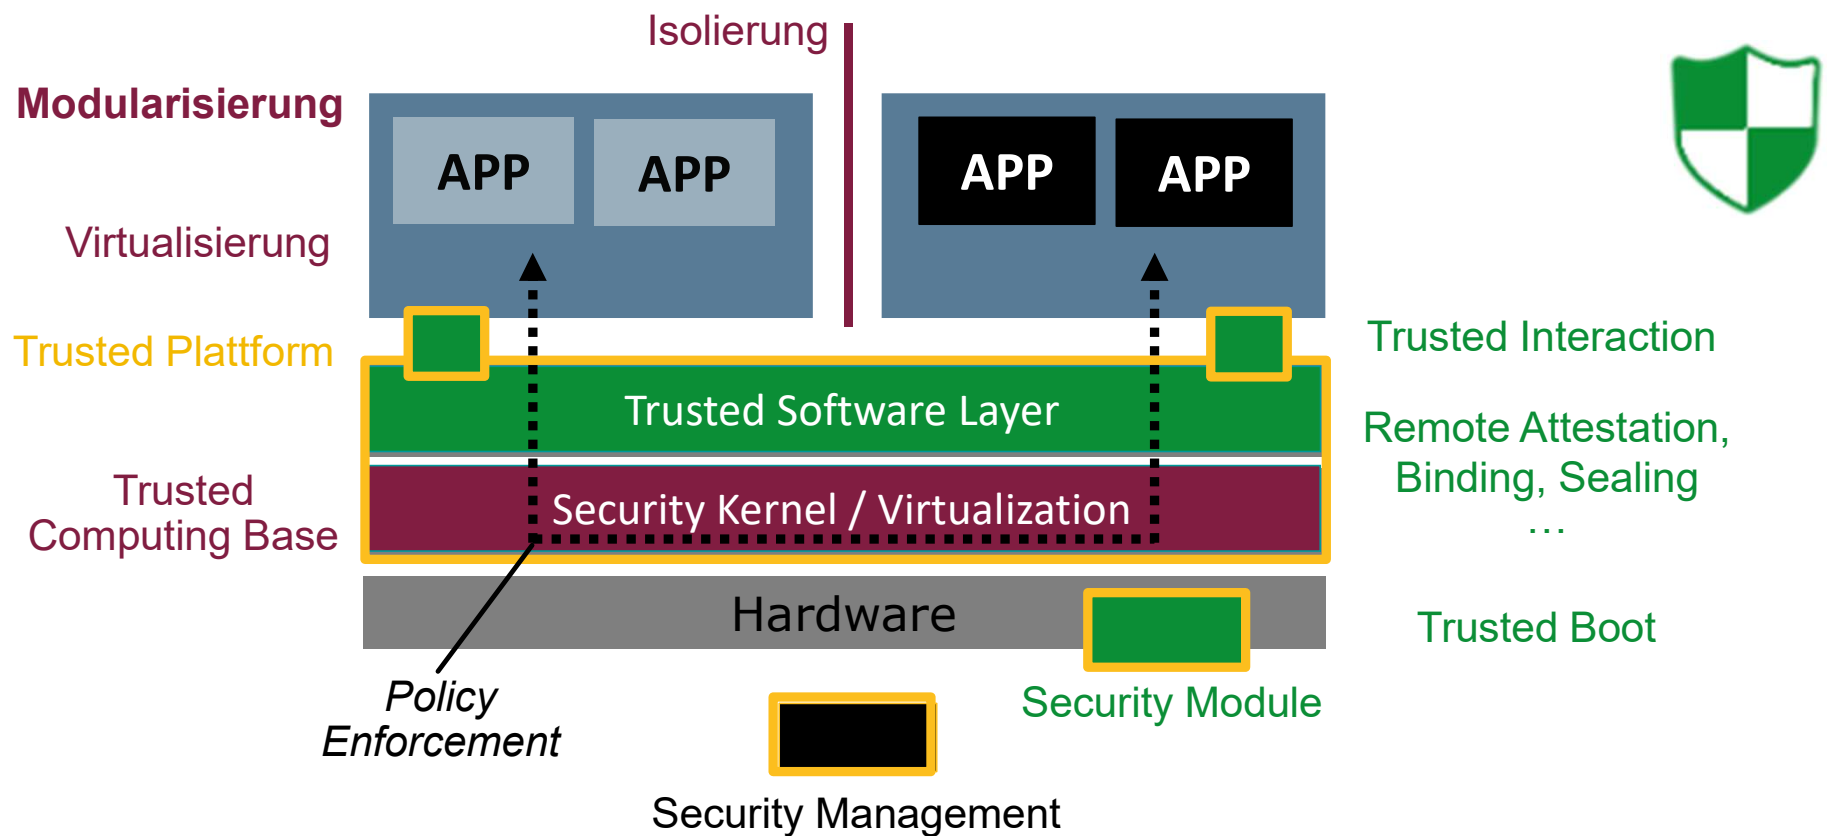 Isolierung
Modularisierung
APP
APP
APP
APP
Virtualisierung
Trusted Plattform
Trusted Interaction
Trusted Software Layer
Remote Attestation,
Binding, Sealing
…
Trusted
Computing Base
Security Kernel / Virtualization
Hardware
Trusted Boot
Policy
Enforcement
Security Module
Security Management